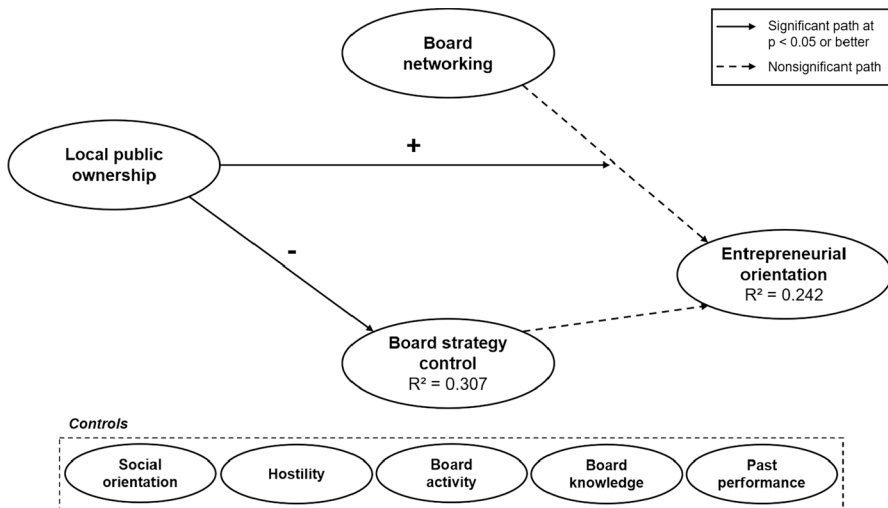 Significant path at
p < 0.05 or better
Nonsignificant path
Board
networking
+
Local public
ownership
-
Entrepreneurial
orientation
R² = 0.242
Board strategy
control
R² = 0.307
Controls
Social
orientation
Hostility
Board
activity
Board
knowledge
Past
performance